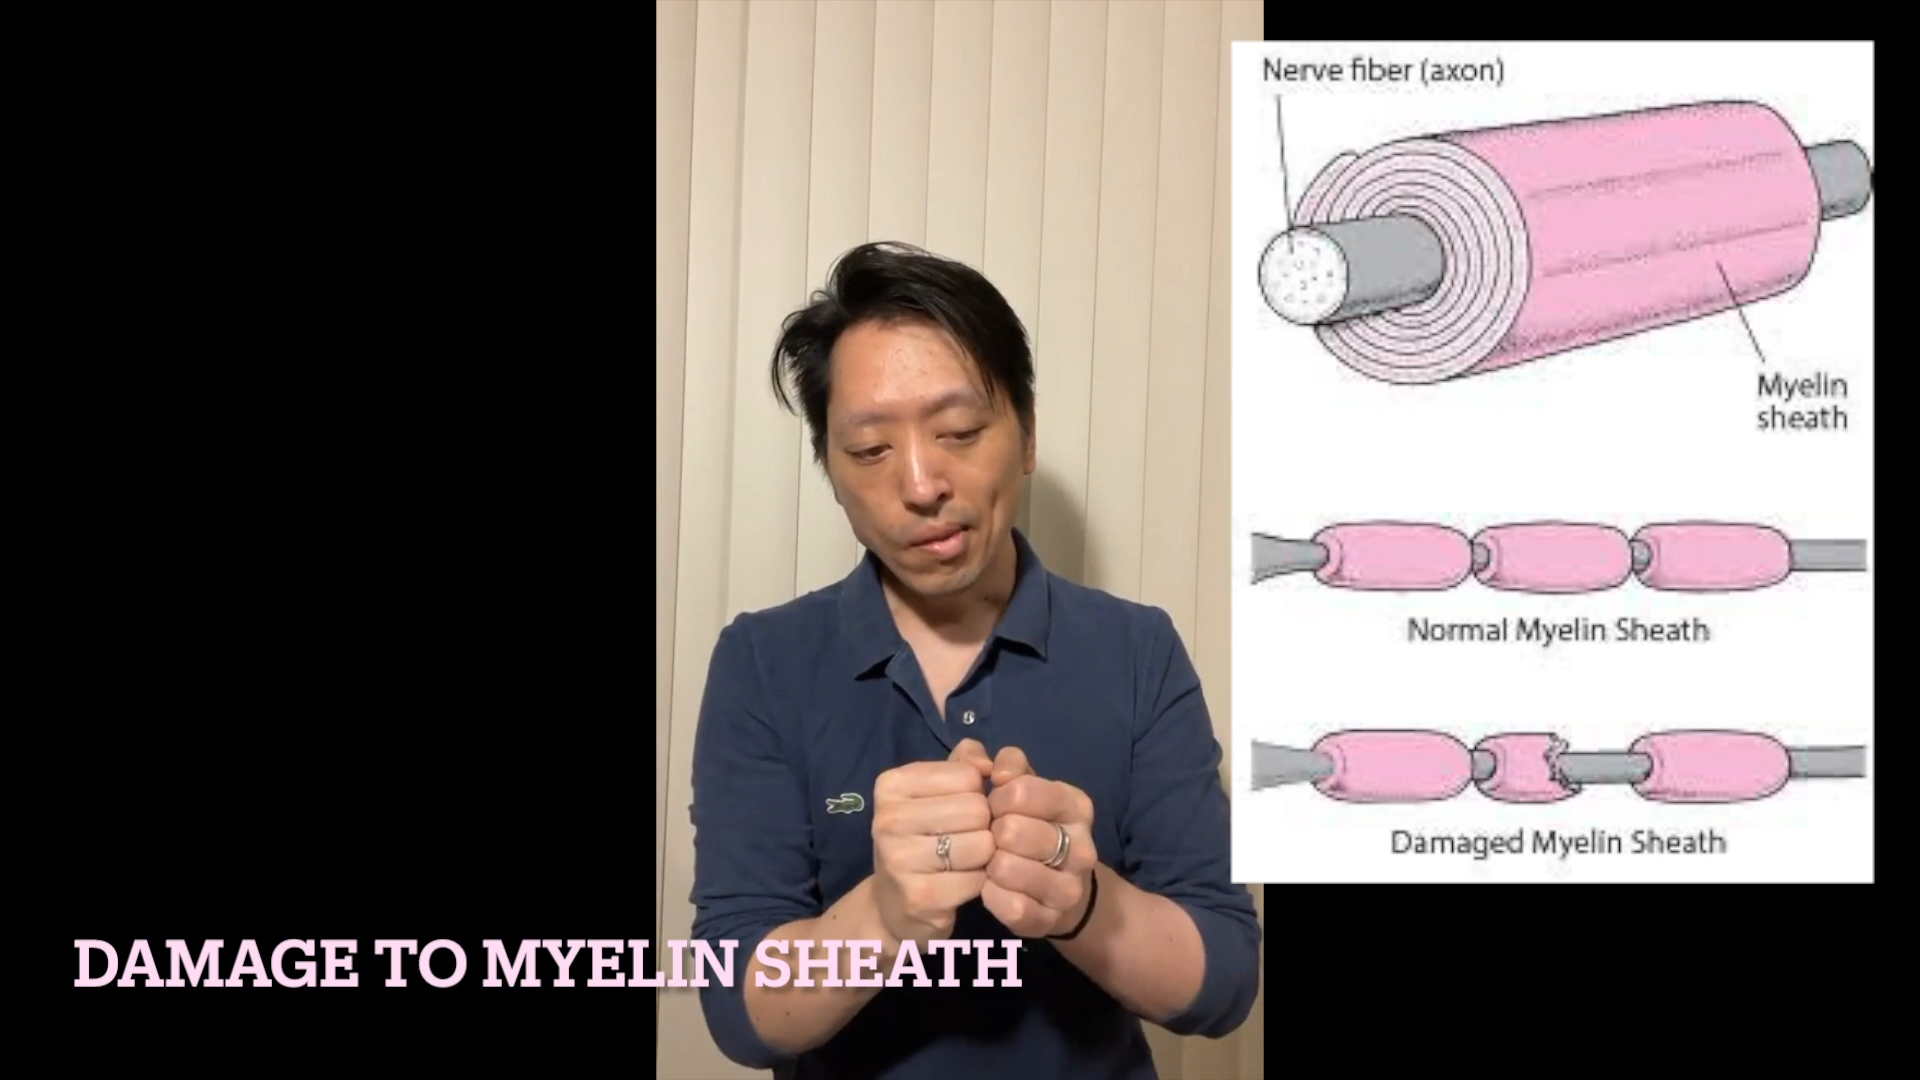 Nerve fiber (axon)
Myelin
sheath
Normal Myelin Sheath
Damaged Myelin Sheath
DAMAGE TO MYELIN SHEATH